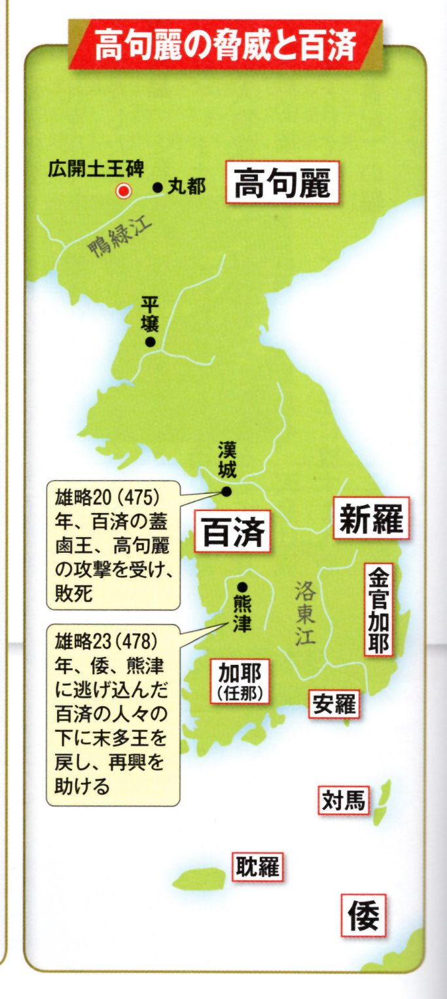 高句麗の脅威と百済
広開土王碑
丸都
高句麗
鴨緑江
平壌
漢城
雄略20（475）
年、百済の蓋
鹵王、高句麗
の攻撃を受け、
敗死
百済
新羅
熊津
洛東江
金官加耶
雄略23（478）
年、倭、熊津
に逃げ込んだ
百済の人々の
下に末多王を
戻し、再興を
助ける
加耶
（任那）
安羅
対馬
耽羅
倭